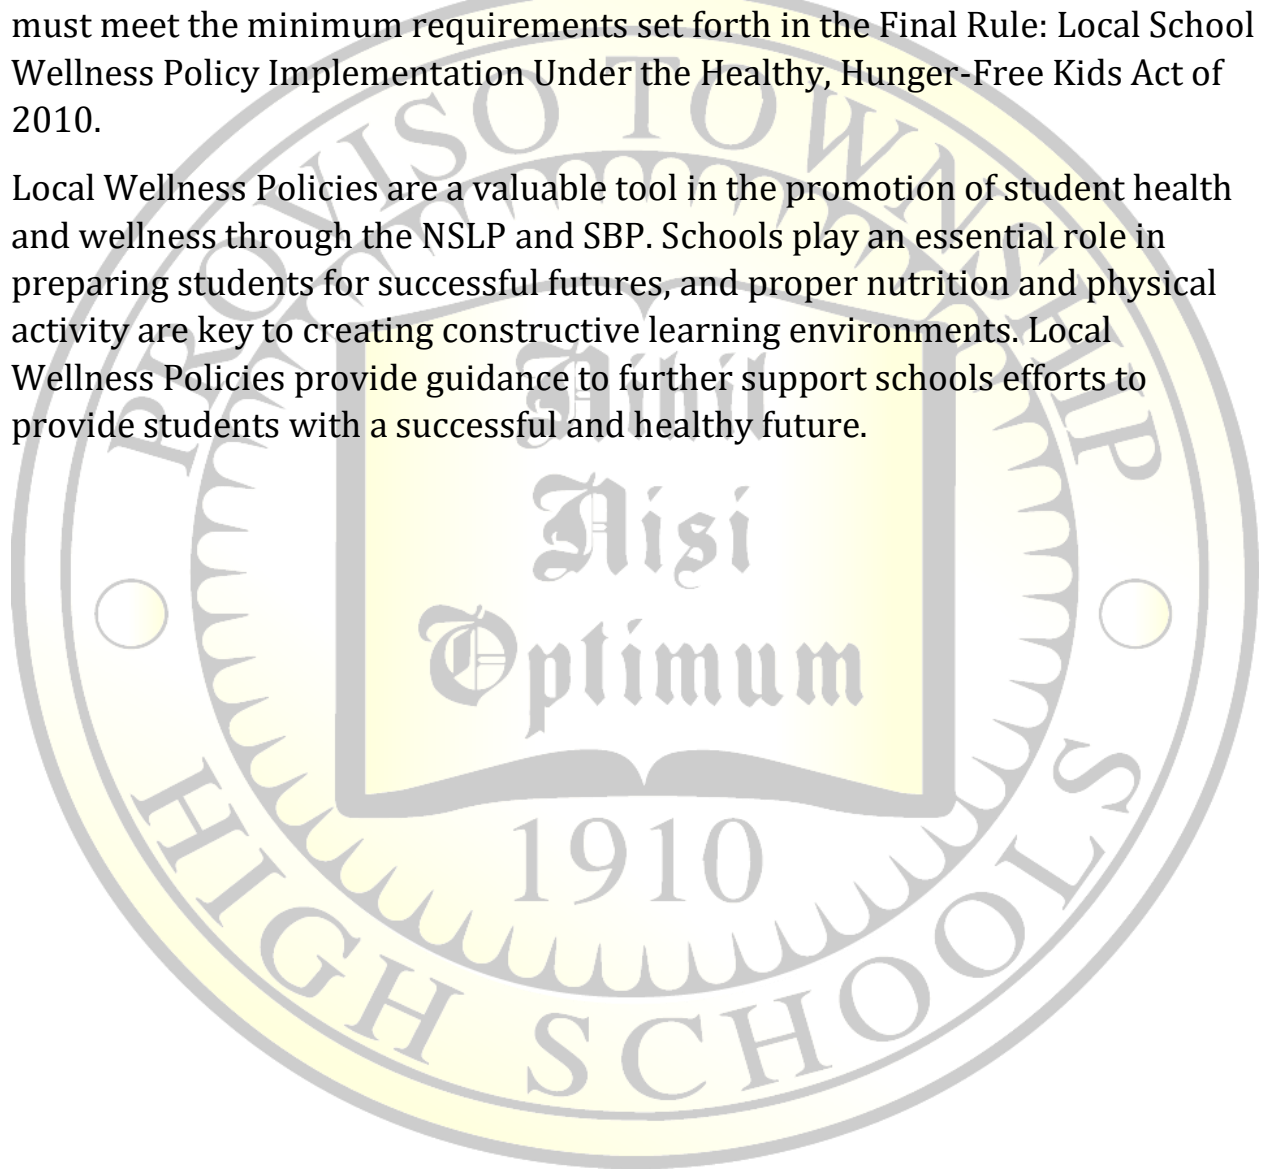 must meet the minimum requirements set forth in the Final Rule: Local School
Wellness Policy Implementation Under the Healthy, Hunger-Free Kids Act of
2010.
Local Wellness Policies are a valuable tool in the promotion of student health
and wellness through the NSLP and SBP. Schools play an essential role in
preparing students for successful futures, and proper nutrition and physical
activity are key to creating constructive learning environments. Local
Wellness Policies provide guidance to further support schools efforts to
provide students with a successful and healthy future.
PROVISO TOWNSHIP
Nihil
Nisi
Optimum
1910
HIGH SCHOOLS